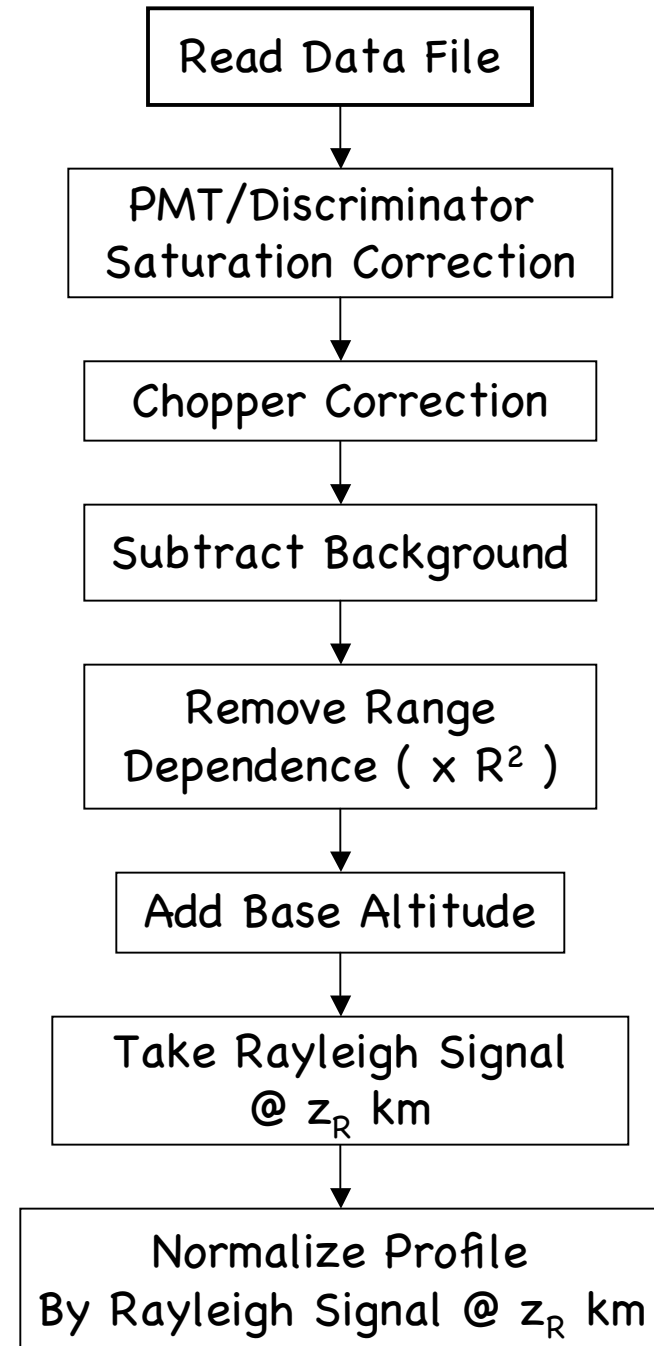 Read Data File
PMT/Discriminator
Saturation Correction
Chopper Correction
Subtract Background
Remove Range
Dependence ( x R² )
Add Base Altitude
Take Rayleigh Signal
@ z_R km
Normalize Profile
By Rayleigh Signal @ z_R km